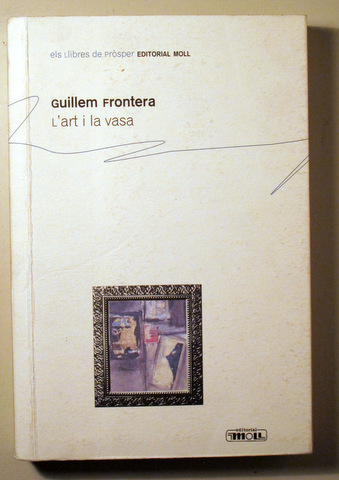 els Llibres de Pròsper EDITORIAL MOLL
Guillem Frontera
L'art i la vasa
editorial
MOLL